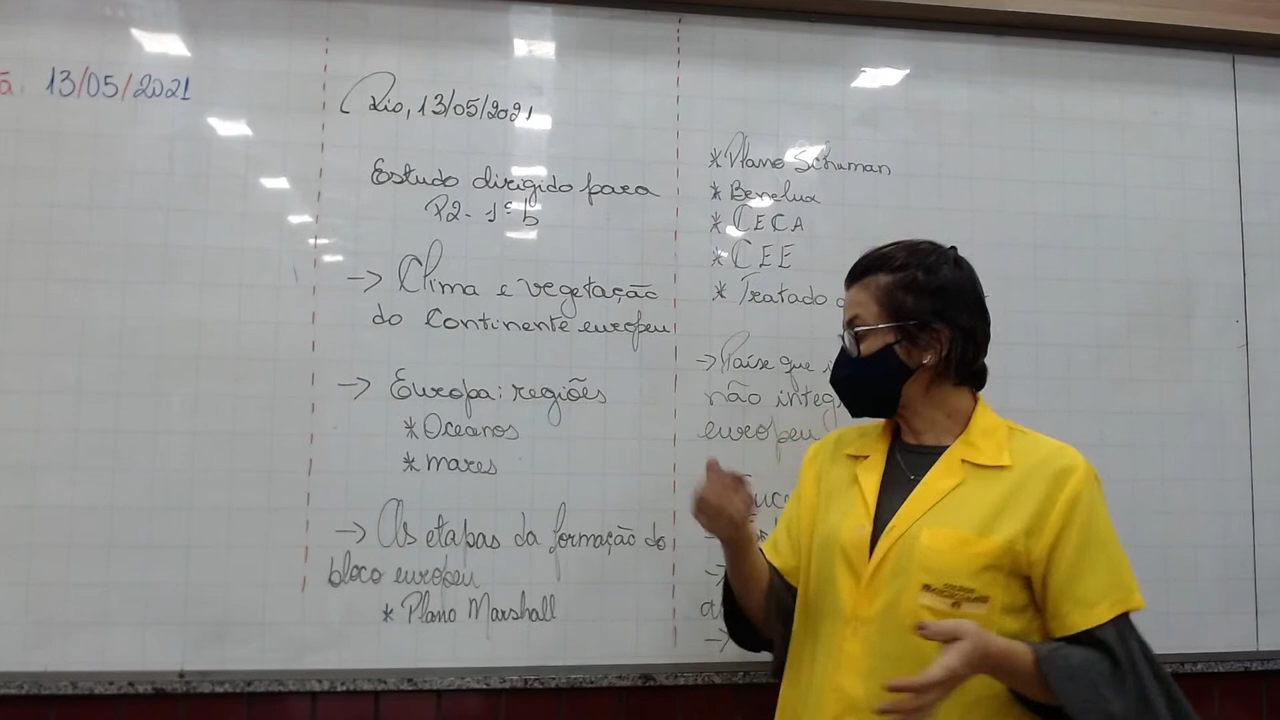 13/05/2021
Rio, 13/05/2021
Estudo dirigido para
P2 - 1º b
-> Clima e vegetação
do Continente europeu
-> Europa: regiões
* Oceanos
* mares
-> As etapas da formação do
bloco europeu
* Plano Marshall
* Plano Schuman
* Benelux
* CECA
* CEE
* Tratado
-> Paíse que
não integ
europeu